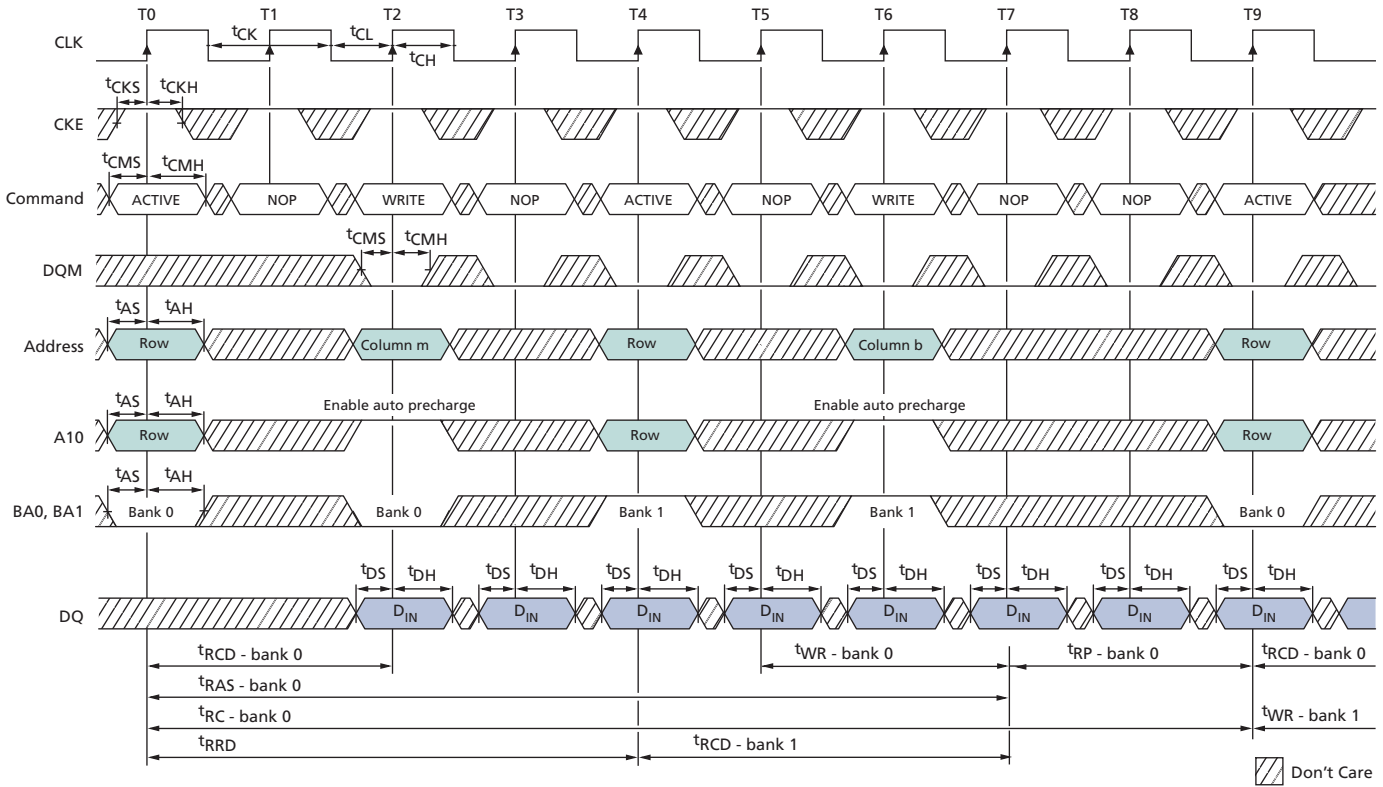 T0 T1 T2 T3 T4 T5 T6 T7 T8 T9
CLK
tCK tCL
tCH
tCKS tCKH
CKE
tCMS tCMH
Command ACTIVE NOP WRITE NOP ACTIVE NOP WRITE NOP NOP ACTIVE
tCMS tCMH
DQM
tAS tAH
Address Row Column m Row Column b Row
tAS tAH
Enable auto precharge Enable auto precharge
A10 Row Row Row
tAS tAH
BA0, BA1 Bank 0 Bank 0 Bank 1 Bank 1 Bank 0
tDS tDH tDS tDH tDS tDH tDS tDH tDS tDH tDS tDH tDS tDH tDS tDH
DQ DIN DIN DIN DIN DIN DIN DIN DIN
tRCD - bank 0 tWR - bank 0 tRP - bank 0 tRCD - bank 0
tRAS - bank 0
tRC - bank 0 tWR - bank 1
tRRD tRCD - bank 1
Don't Care